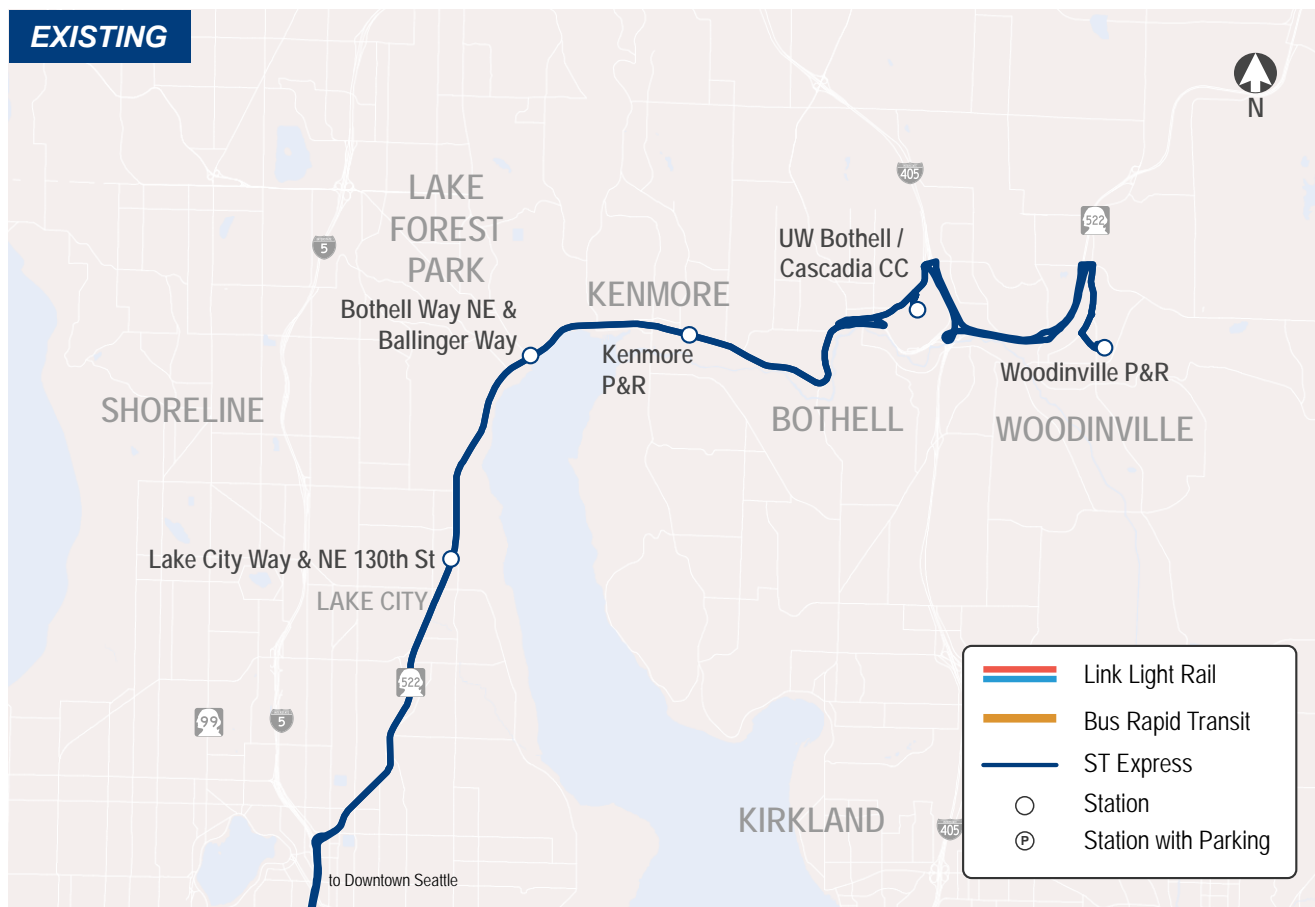 EXISTING
N
LAKE
FOREST
PARK
405
522
5
UW Bothell /
Cascadia CC
KENMORE
Bothell Way NE &
Ballinger Way
Kenmore
P&R
Woodinville P&R
SHORELINE
BOTHELL
WOODINVILLE
Lake City Way & NE 130th St
LAKE CITY
522
99
5
KIRKLAND
405
to Downtown Seattle
Link Light Rail
Bus Rapid Transit
ST Express
Station
P
Station with Parking